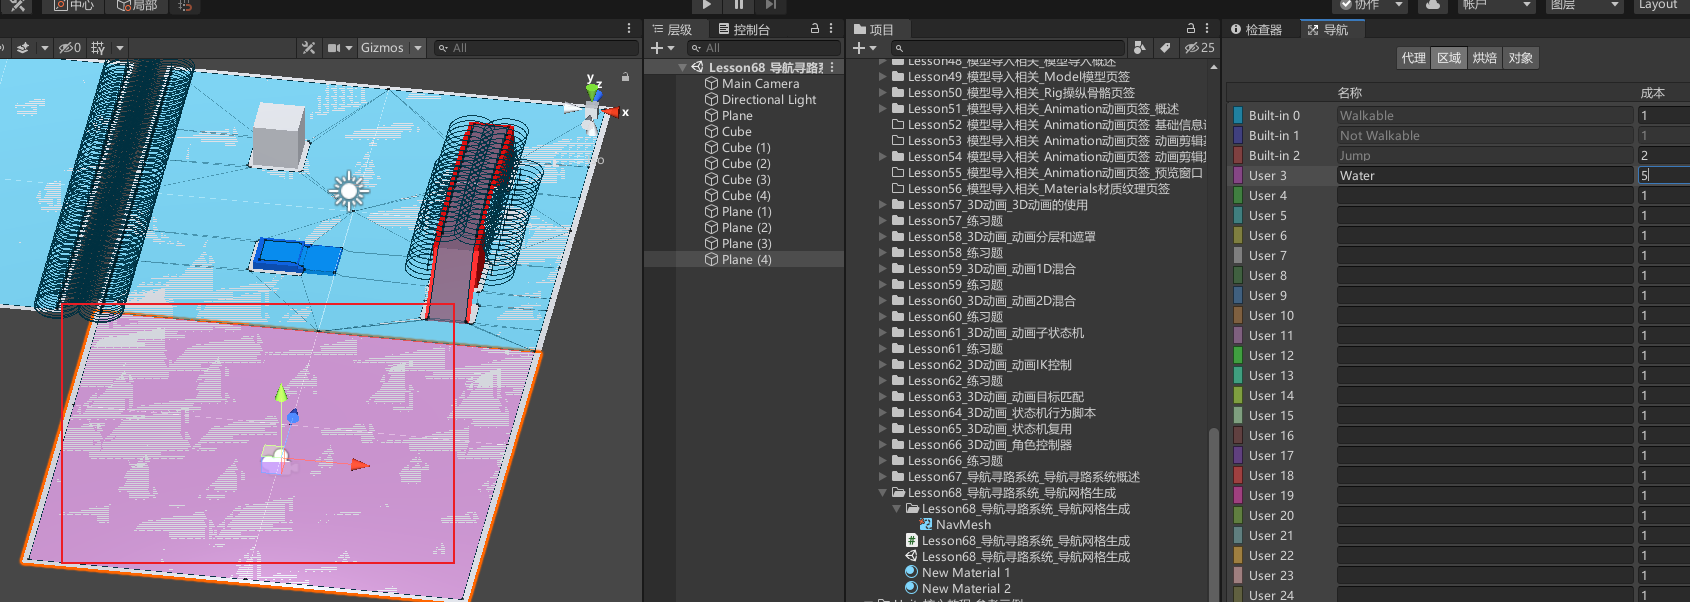 中心
局部
协作
帐户
图层
Layout
层级
控制台
项目
检查器
导航
0
Gizmos
All
All
25
代理
区域
烘焙
对象
y
x
Lesson68 导航寻路系
Main Camera
Directional Light
Plane
Cube
Cube (1)
Cube (2)
Cube (3)
Cube (4)
Plane (1)
Plane (2)
Plane (3)
Plane (4)
Lesson48_模型导入相关_模型导入概述
Lesson49_模型导入相关_Model模型页签
Lesson50_模型导入相关_Rig操纵骨骼页签
Lesson51_模型导入相关_Animation动画页签_概述
Lesson52_模型导入相关_Animation动画页签_基础信息
Lesson53_模型导入相关_Animation动画页签_动画剪辑
Lesson54_模型导入相关_Animation动画页签_动画剪辑
Lesson55_模型导入相关_Animation动画页签_预览窗口
Lesson56_模型导入相关_Materials材质纹理页签
Lesson57_3D动画_3D动画的使用
Lesson57_练习题
Lesson58_3D动画_动画分层和遮罩
Lesson58_练习题
Lesson59_3D动画_动画1D混合
Lesson59_练习题
Lesson60_3D动画_动画2D混合
Lesson60_练习题
Lesson61_3D动画_动画子状态机
Lesson61_练习题
Lesson62_3D动画_动画IK控制
Lesson62_练习题
Lesson63_3D动画_动画目标匹配
Lesson64_3D动画_状态机行为脚本
Lesson65_3D动画_状态机复用
Lesson66_3D动画_角色控制器
Lesson66_练习题
Lesson67_导航寻路系统_导航寻路系统概述
Lesson68_导航寻路系统_导航网格生成
Lesson68_导航寻路系统_导航网格生成
NavMesh
Lesson68_导航寻路系统_导航网格生成
Lesson68_导航寻路系统_导航网格生成
New Material 1
New Material 2
名称 成本
Built-in 0 Walkable 1
Built-in 1 Not Walkable 1
Built-in 2 Jump 2
User 3 Water 5
User 4 1
User 5 1
User 6 1
User 7 1
User 8 1
User 9 1
User 10 1
User 11 1
User 12 1
User 13 1
User 14 1
User 15 1
User 16 1
User 17 1
User 18 1
User 19 1
User 20 1
User 21 1
User 22 1
User 23 1
User 24 1